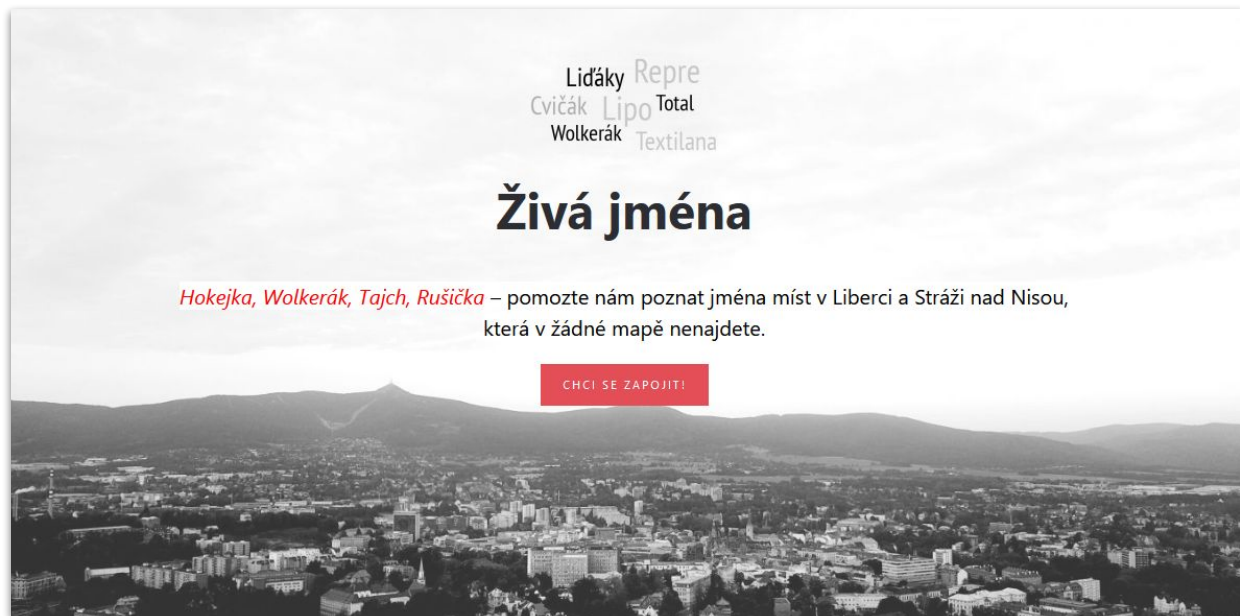 Liďáky Repre
Cvičák Lipo Total
Wolkerák Textilana
Živá jména
Hokejka, Wolkerák, Tajch, Rušička – pomozte nám poznat jména míst v Liberci a Stráži nad Nisou,
která v žádné mapě nenajdete.
CHCI SE ZAPOJIT!